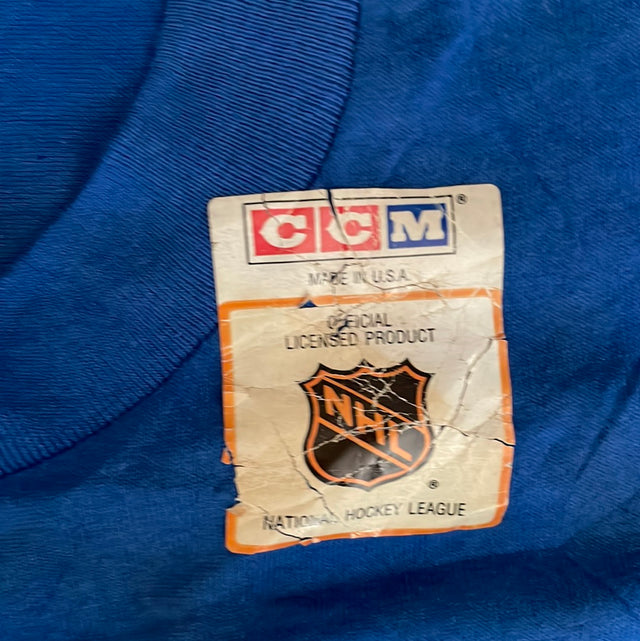 CCM®
MADE IN U.S.A.
OFFICIAL
LICENSED PRODUCT
NHL
®
NATIONAL HOCKEY LEAGUE